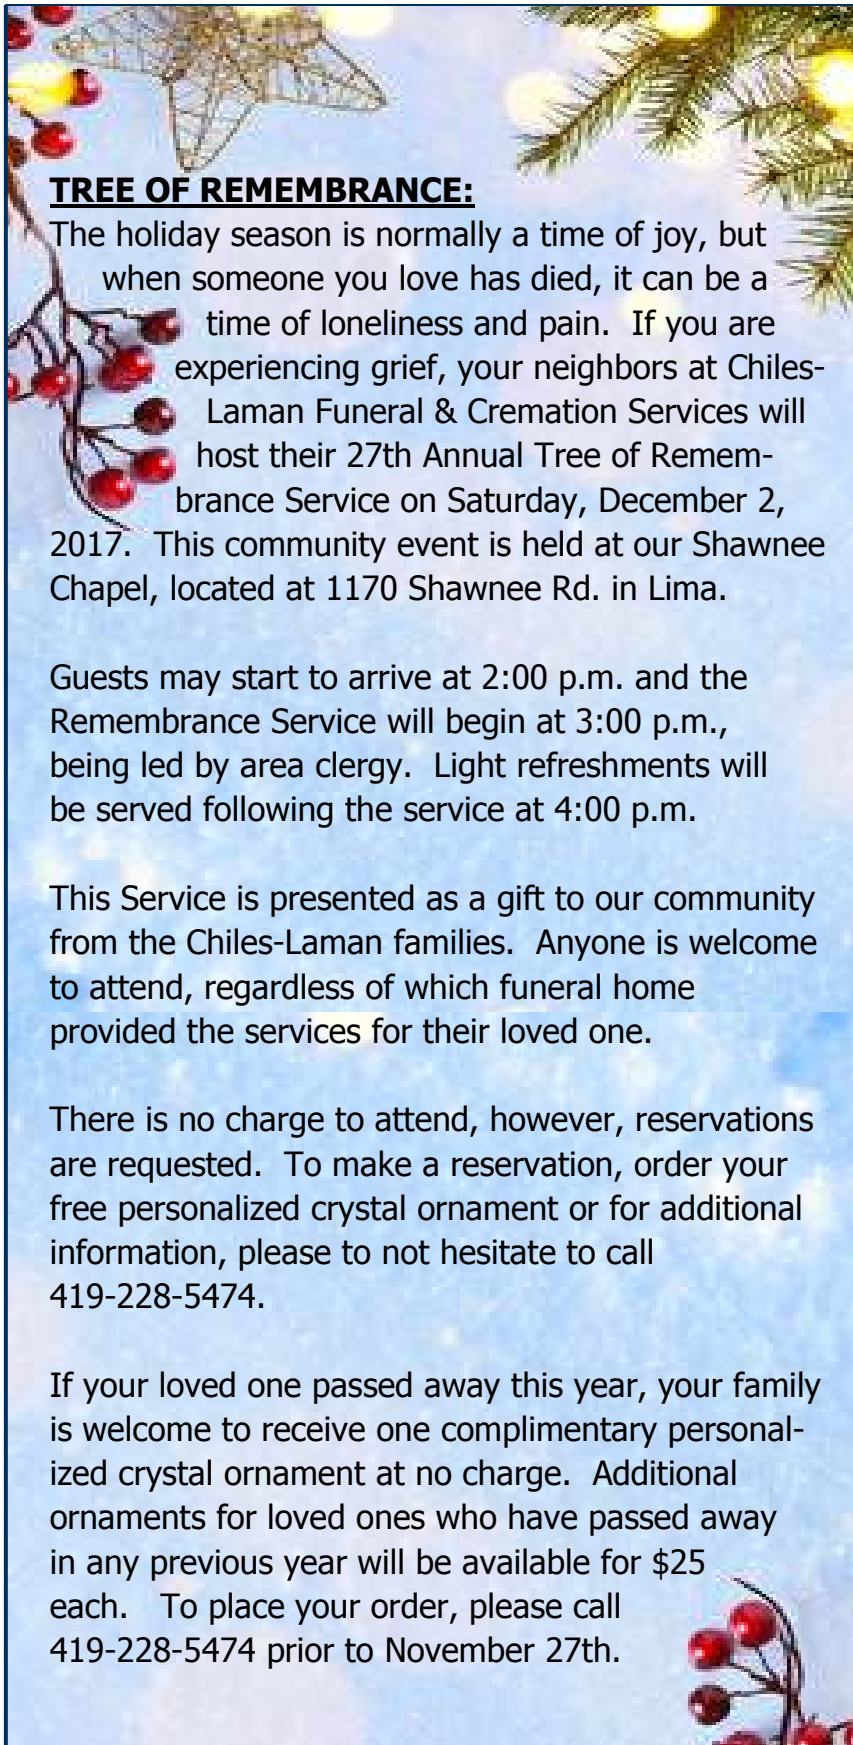 TREE OF REMEMBRANCE:
The holiday season is normally a time of joy, but
when someone you love has died, it can be a
time of loneliness and pain.  If you are
experiencing grief, your neighbors at Chiles-
Laman Funeral & Cremation Services will
host their 27th Annual Tree of Remem-
brance Service on Saturday, December 2,
2017.  This community event is held at our Shawnee
Chapel, located at 1170 Shawnee Rd. in Lima.

Guests may start to arrive at 2:00 p.m. and the
Remembrance Service will begin at 3:00 p.m.,
being led by area clergy.  Light refreshments will
be served following the service at 4:00 p.m.

This Service is presented as a gift to our community
from the Chiles-Laman families.  Anyone is welcome
to attend, regardless of which funeral home
provided the services for their loved one.

There is no charge to attend, however, reservations
are requested.  To make a reservation, order your
free personalized crystal ornament or for additional
information, please to not hesitate to call
419-228-5474.

If your loved one passed away this year, your family
is welcome to receive one complimentary personal-
ized crystal ornament at no charge.  Additional
ornaments for loved ones who have passed away
in any previous year will be available for $25
each.   To place your order, please call
419-228-5474 prior to November 27th.